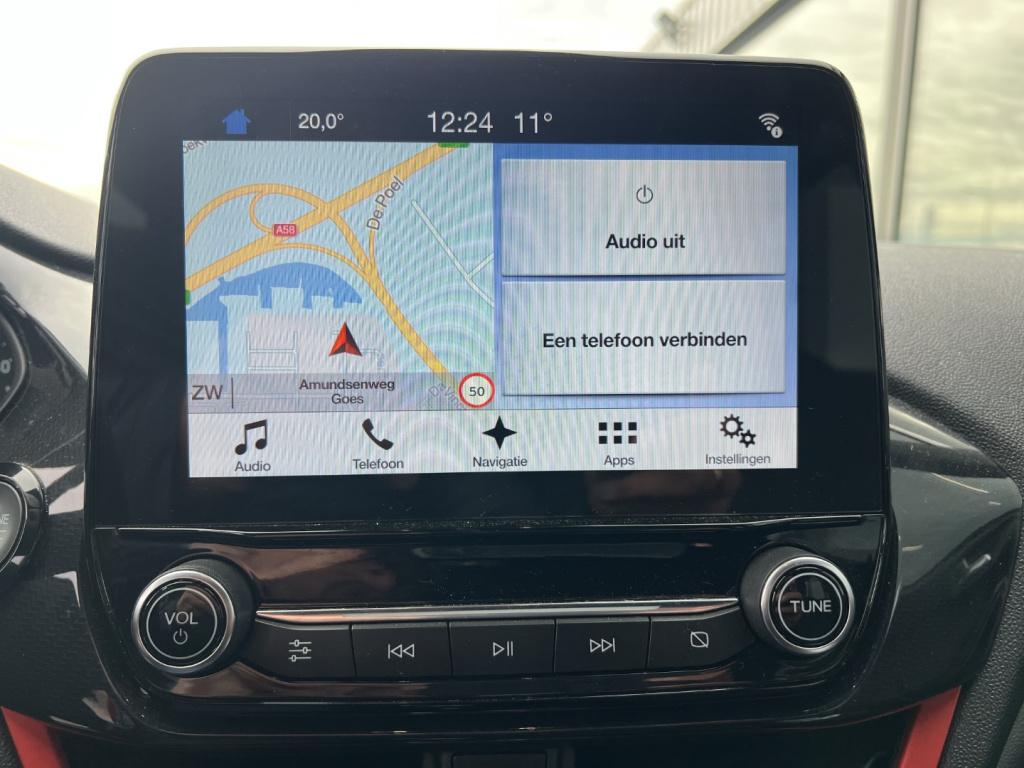 20,0° 12:24 11°
A58
De Poel
Audio uit
Een telefoon verbinden
ZW
Amundsenweg
Goes
50
Audio Telefoon Navigatie Apps Instellingen
VOL
TUNE